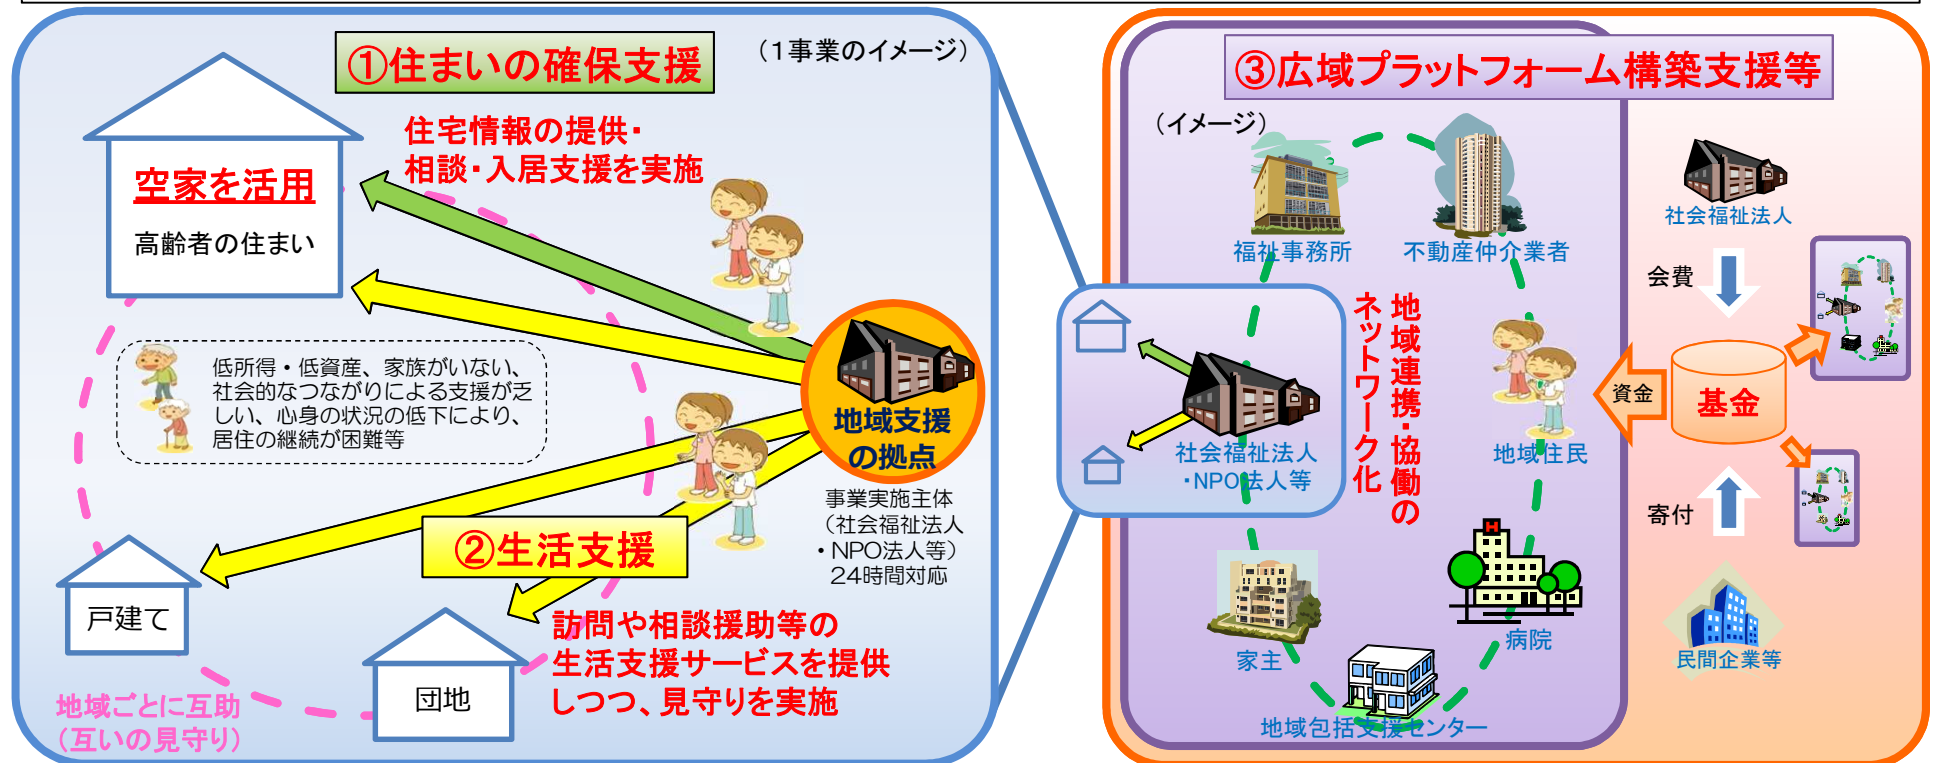 ①住まいの確保支援
（1事業のイメージ）
住宅情報の提供・
相談・入居支援を実施
空家を活用
高齢者の住まい
低所得・低資産、家族がいない、
社会的なつながりによる支援が乏
しい、心身の状況の低下により、
居住の継続が困難等
地域支援
の拠点
事業実施主体
（社会福祉法人
・NPO法人等）
24時間対応
②生活支援
訪問や相談援助等の
生活支援サービスを提供
しつつ、見守りを実施
戸建て
団地
地域ごとに互助
（互いの見守り）
③広域プラットフォーム構築支援等
（イメージ）
福祉事務所
不動産仲介業者
地域連携・協働の
ネットワーク化
社会福祉法人
・NPO法人等
地域住民
家主
病院
H
地域包括支援センター
社会福祉法人
会費
資金
基金
寄付
民間企業等